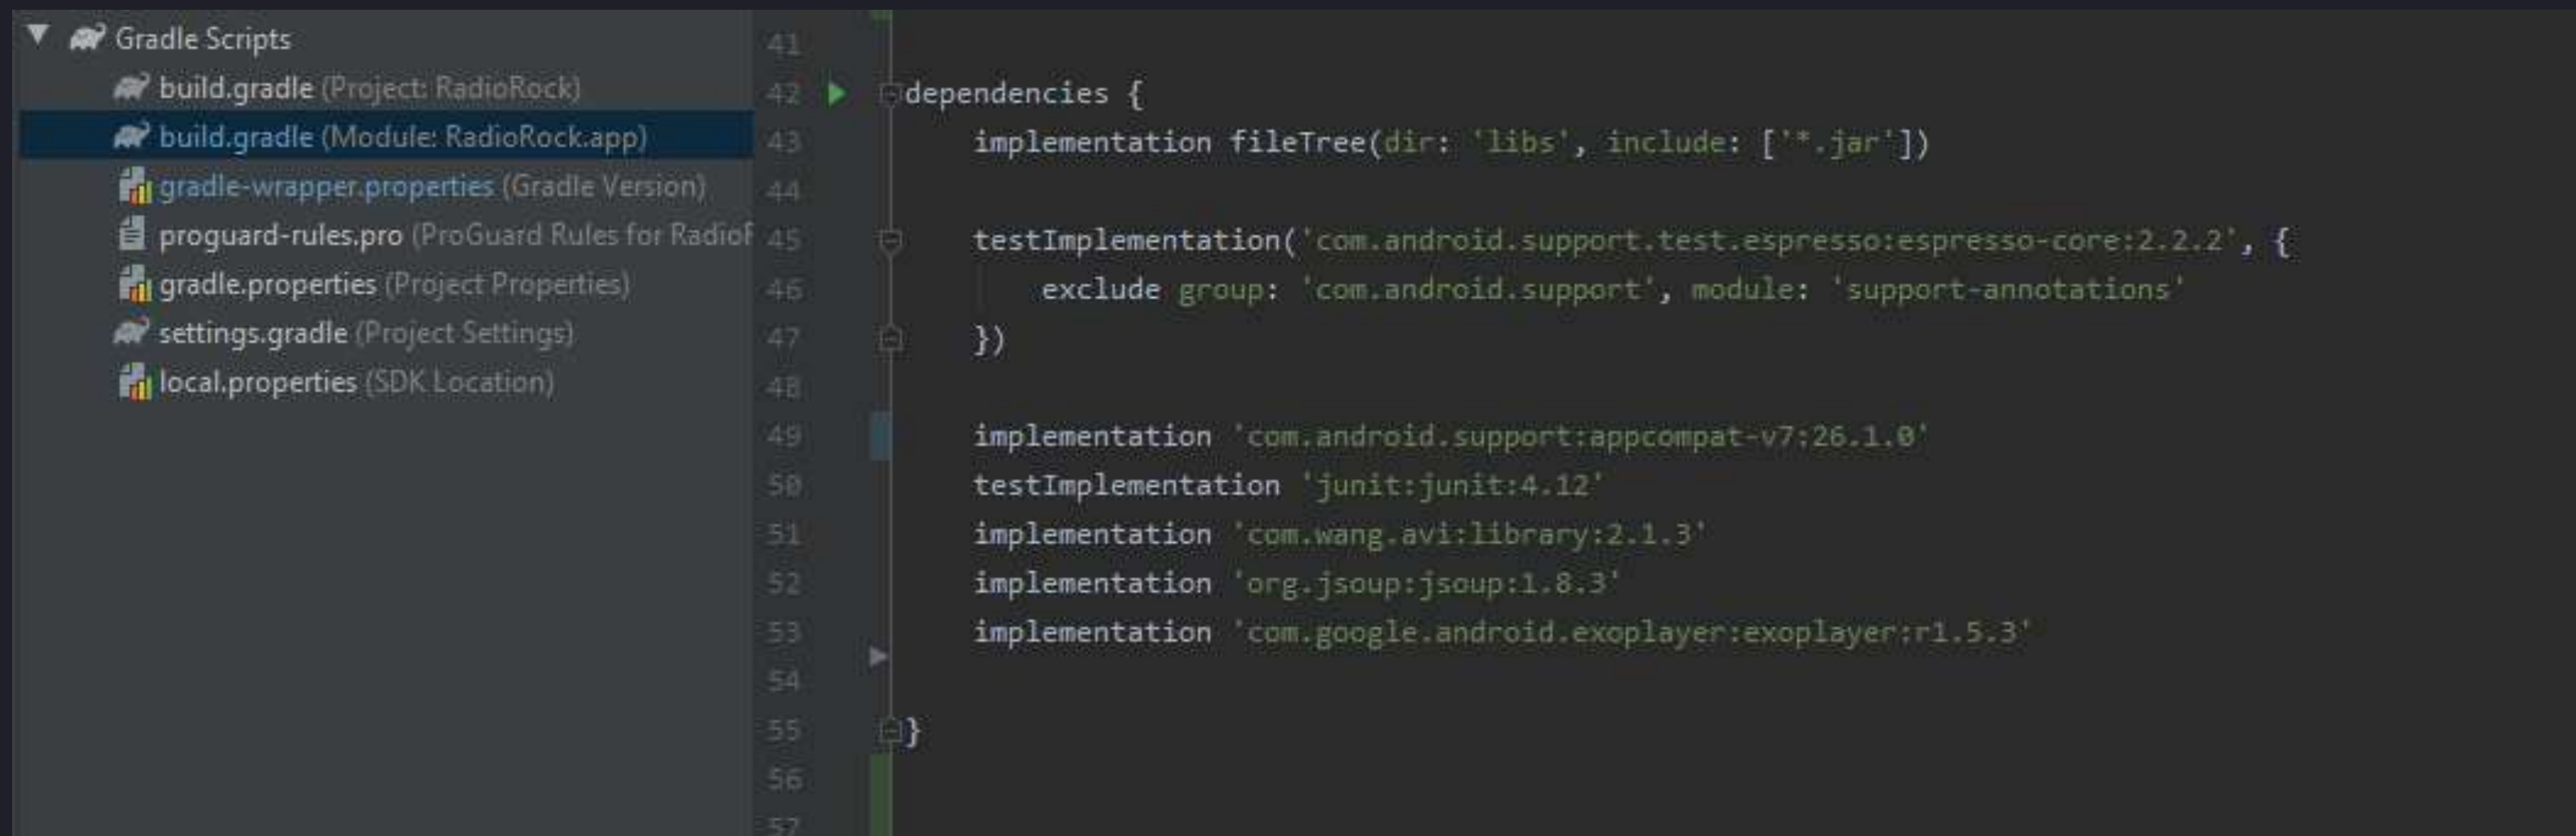 Gradle Scripts
build.gradle (Project: RadioRock)
build.gradle (Module: RadioRock.app)
gradle-wrapper.properties (Gradle Version)
proguard-rules.pro (ProGuard Rules for Radio
gradle.properties (Project Properties)
settings.gradle (Project Settings)
local.properties (SDK Location)
41
42 dependencies {
43 implementation fileTree(dir: 'libs', include: ['*.jar'])
44
45 testImplementation('com.android.support.test.espresso:espresso-core:2.2.2', {
46 exclude group: 'com.android.support', module: 'support-annotations'
47 })
48
49 implementation 'com.android.support:appcompat-v7:26.1.0'
50 testImplementation 'junit:junit:4.12'
51 implementation 'com.wang.avi:library:2.1.3'
52 implementation 'org.jsoup:jsoup:1.8.3'
53 implementation 'com.google.android.exoplayer:exoplayer:r1.5.3'
54
55 }
56
57